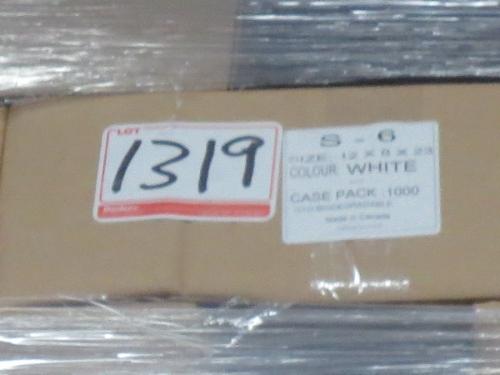 LOT
1319
S - 6
SIZE: 12 X 8 X 23
COLOUR: WHITE
CASE PACK :1000
Made in Canada